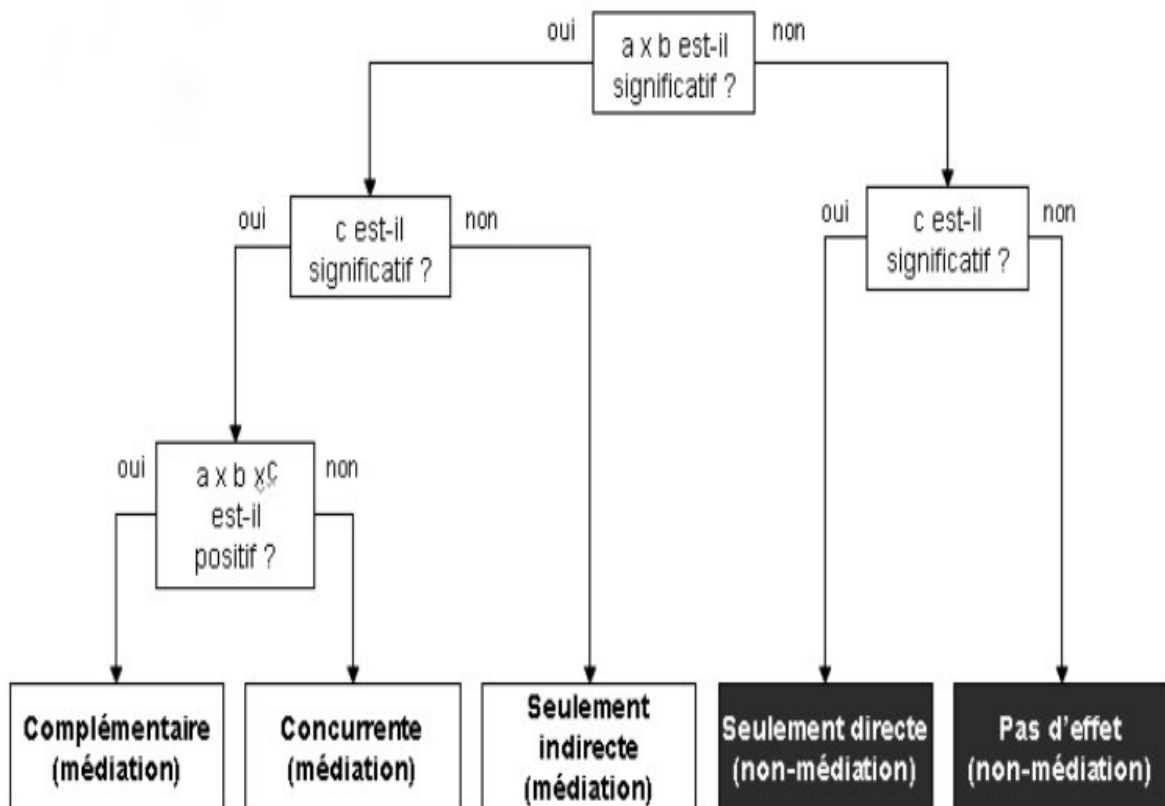 oui
a x b est-il
significatif ?
non
oui
c est-il
significatif ?
non
oui
c est-il
significatif ?
non
oui
a x b xc
est-il
positif ?
non
Complémentaire
(médiation)
Concurrente
(médiation)
Seulement
indirecte
(médiation)
Seulement directe
(non-médiation)
Pas d'effet
(non-médiation)